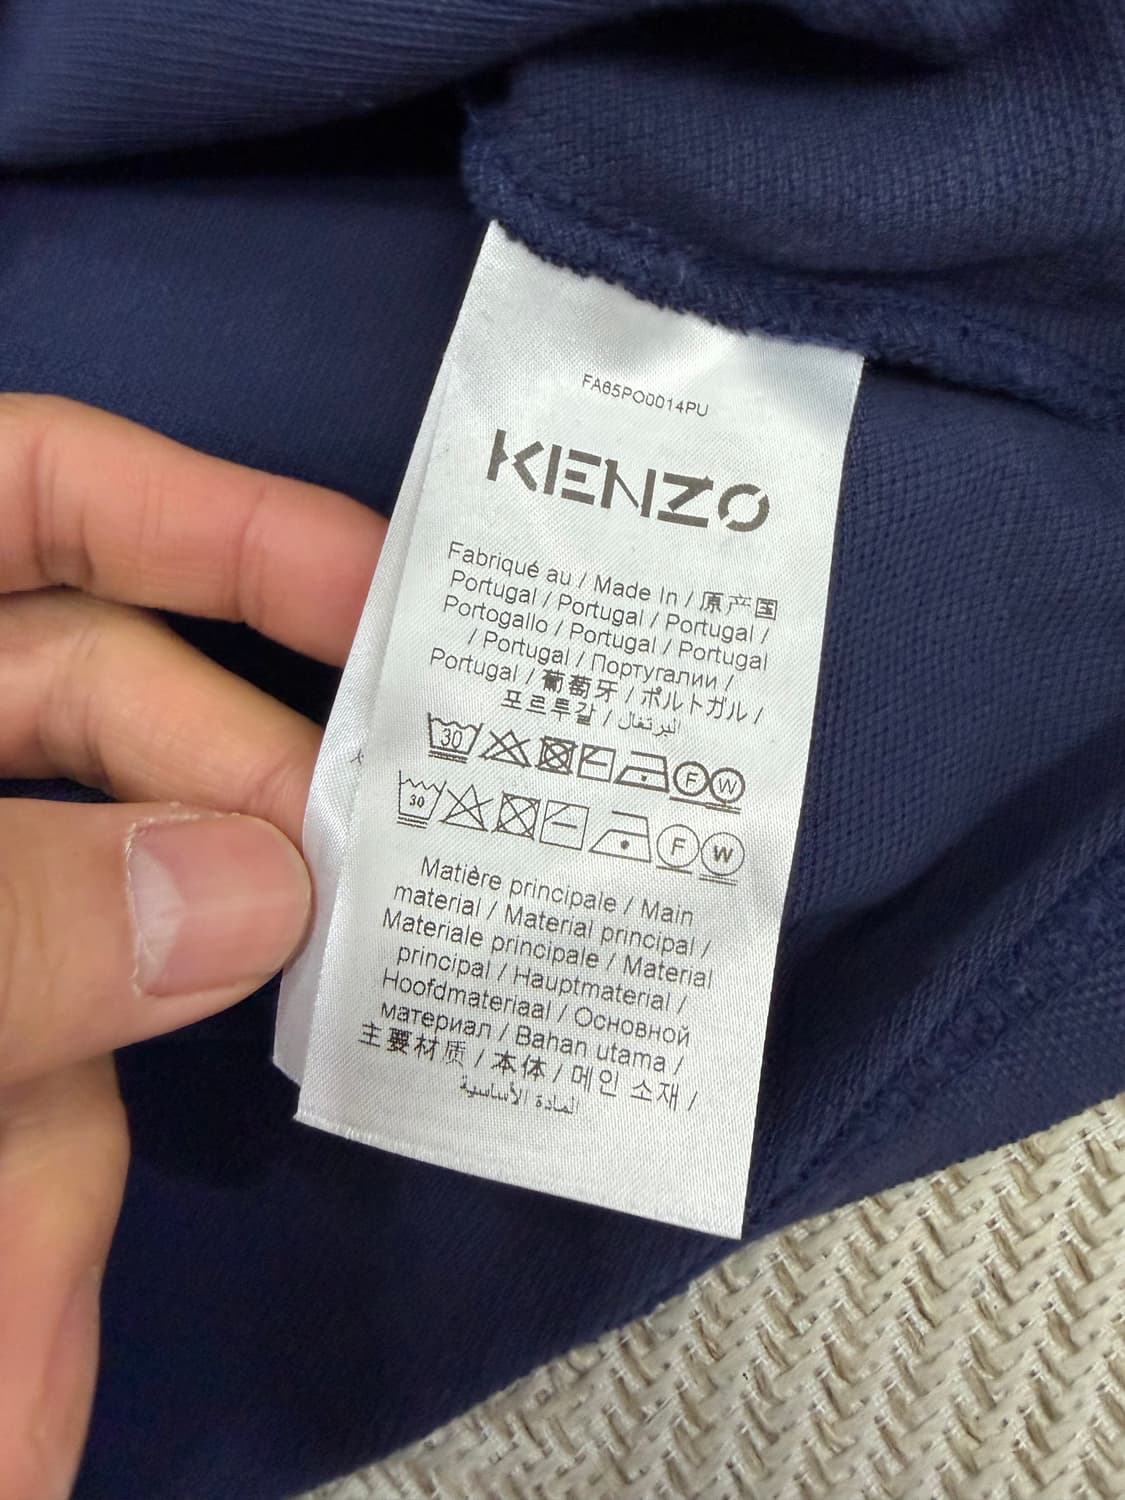 FA65PO0014PU
KENZO
Fabriqué au / Made In / 原产国
Portugal / Portugal / Portugal /
Portogallo / Portugal / Portugal
/ Portugal / Португалии /
Portugal / 葡萄牙 / ポルトガル /
포르투갈 / البرتغال
30 F W
30 F W
Matière principale / Main
material / Material principal /
Materiale principale / Material
principal / Hauptmaterial /
Hoofdmateriaal / Основной
материал / Bahan utama /
主要材质 / 本体 / 메인 소재 /
المادة الأساسية